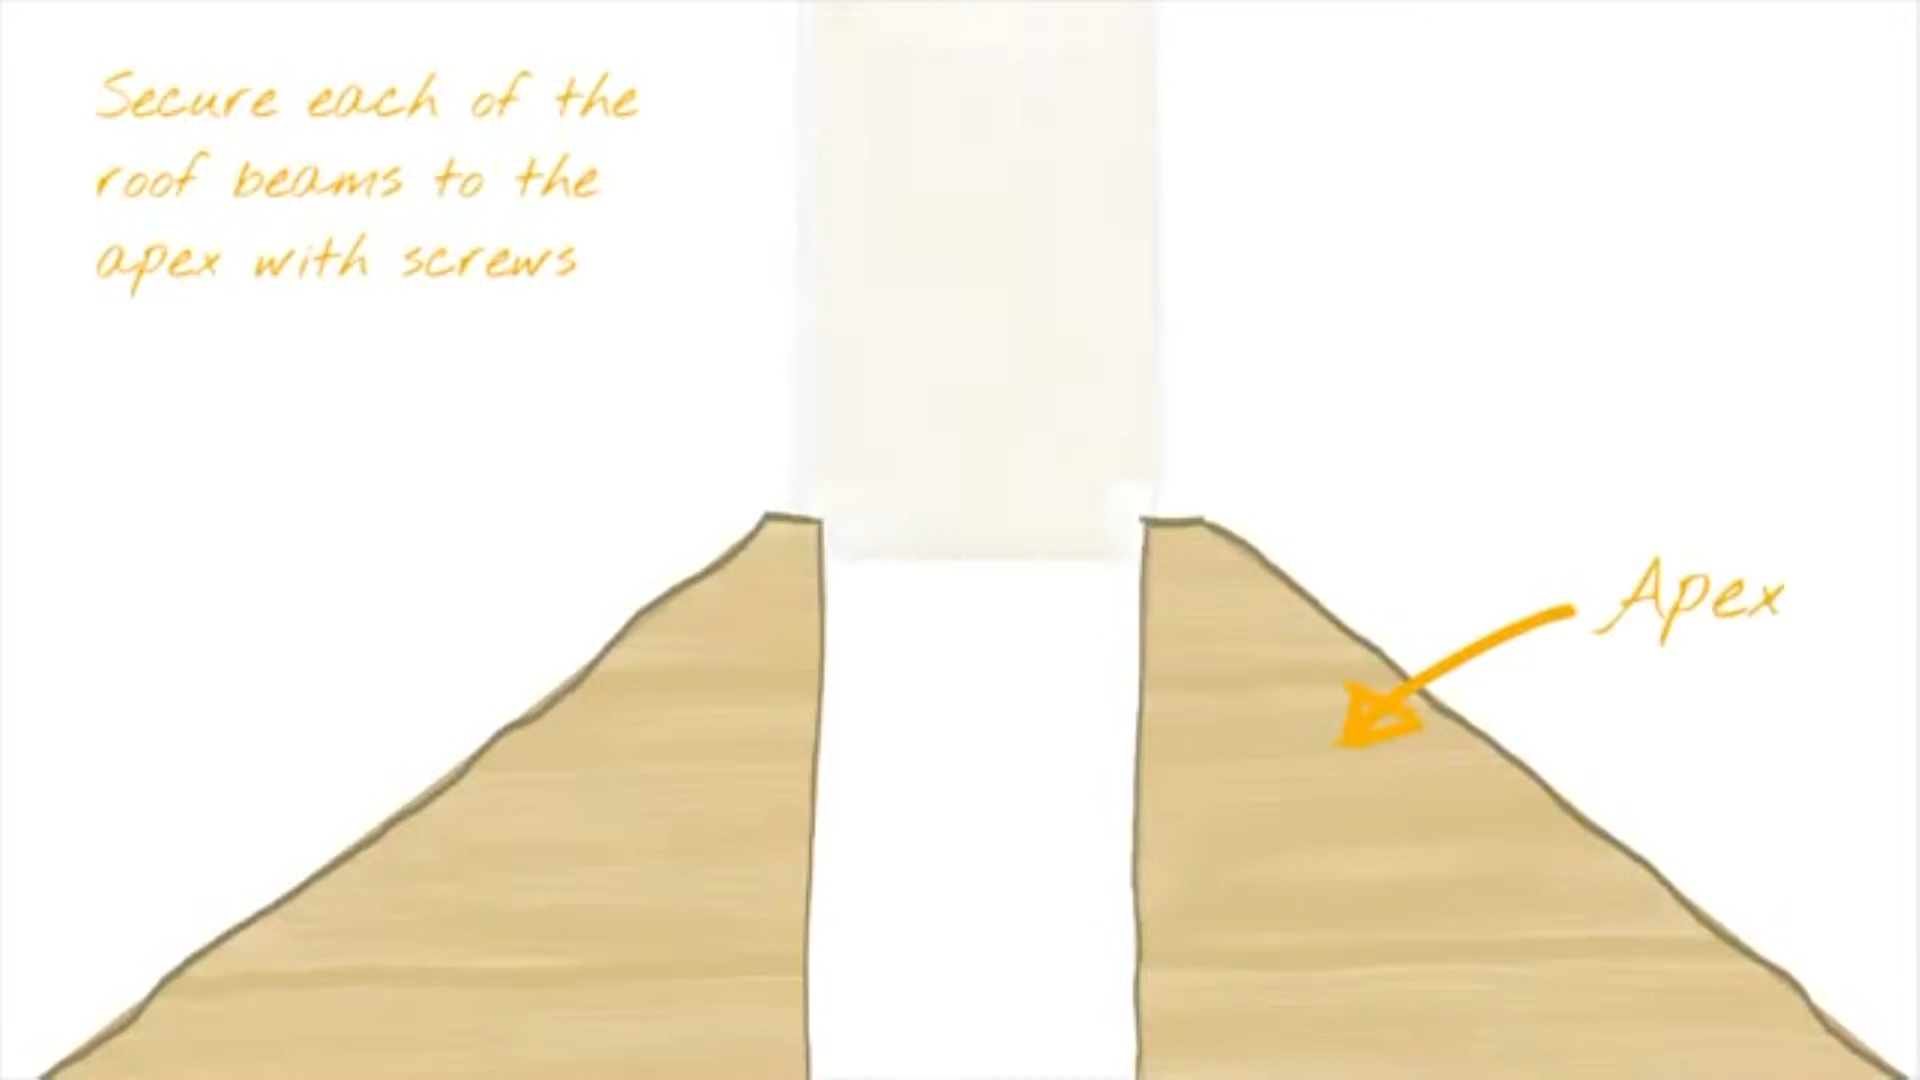 Secure each of the
roof beams to the
apex with screws
Apex